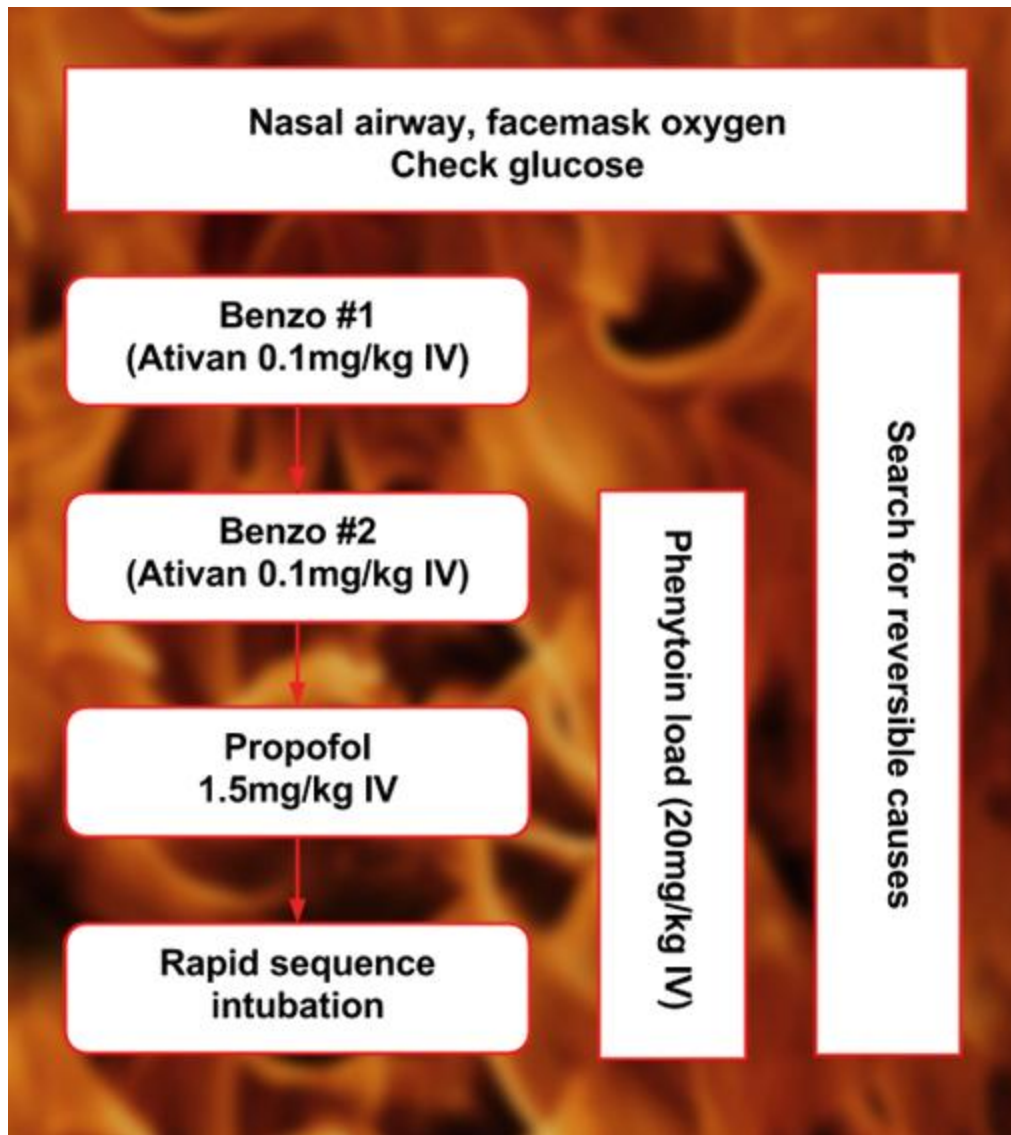 Nasal airway, facemask oxygen
Check glucose
Benzo #1
(Ativan 0.1mg/kg IV)
Benzo #2
(Ativan 0.1mg/kg IV)
Propofol
1.5mg/kg IV
Rapid sequence
intubation
Phenytoin load (20mg/kg IV)
Search for reversible causes